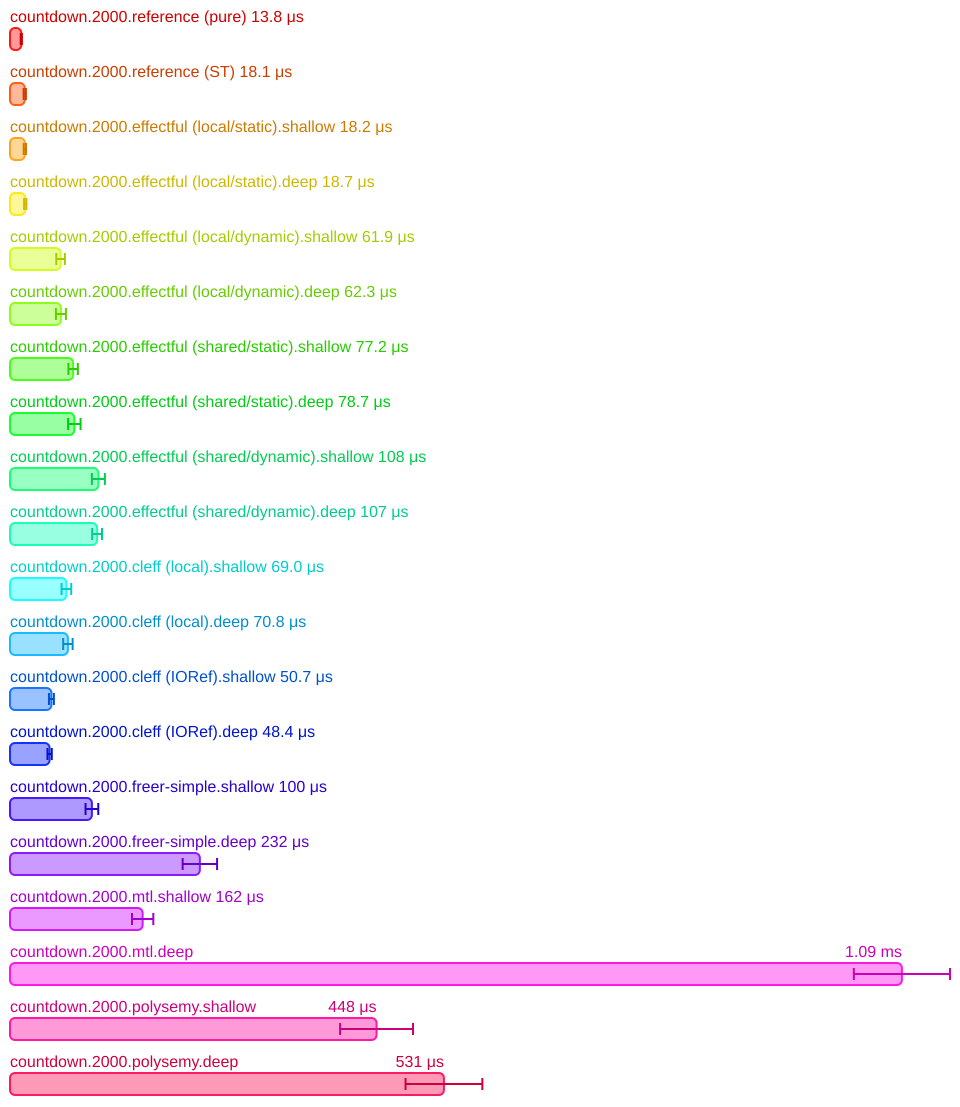 countdown.2000.reference (pure) 13.8 μs
countdown.2000.reference (ST) 18.1 μs
countdown.2000.effectful (local/static).shallow 18.2 μs
countdown.2000.effectful (local/static).deep 18.7 μs
countdown.2000.effectful (local/dynamic).shallow 61.9 μs
countdown.2000.effectful (local/dynamic).deep 62.3 μs
countdown.2000.effectful (shared/static).shallow 77.2 μs
countdown.2000.effectful (shared/static).deep 78.7 μs
countdown.2000.effectful (shared/dynamic).shallow 108 μs
countdown.2000.effectful (shared/dynamic).deep 107 μs
countdown.2000.cleff (local).shallow 69.0 μs
countdown.2000.cleff (local).deep 70.8 μs
countdown.2000.cleff (IORef).shallow 50.7 μs
countdown.2000.cleff (IORef).deep 48.4 μs
countdown.2000.freer-simple.shallow 100 μs
countdown.2000.freer-simple.deep 232 μs
countdown.2000.mtl.shallow 162 μs
countdown.2000.mtl.deep 1.09 ms
countdown.2000.polysemy.shallow 448 μs
countdown.2000.polysemy.deep 531 μs